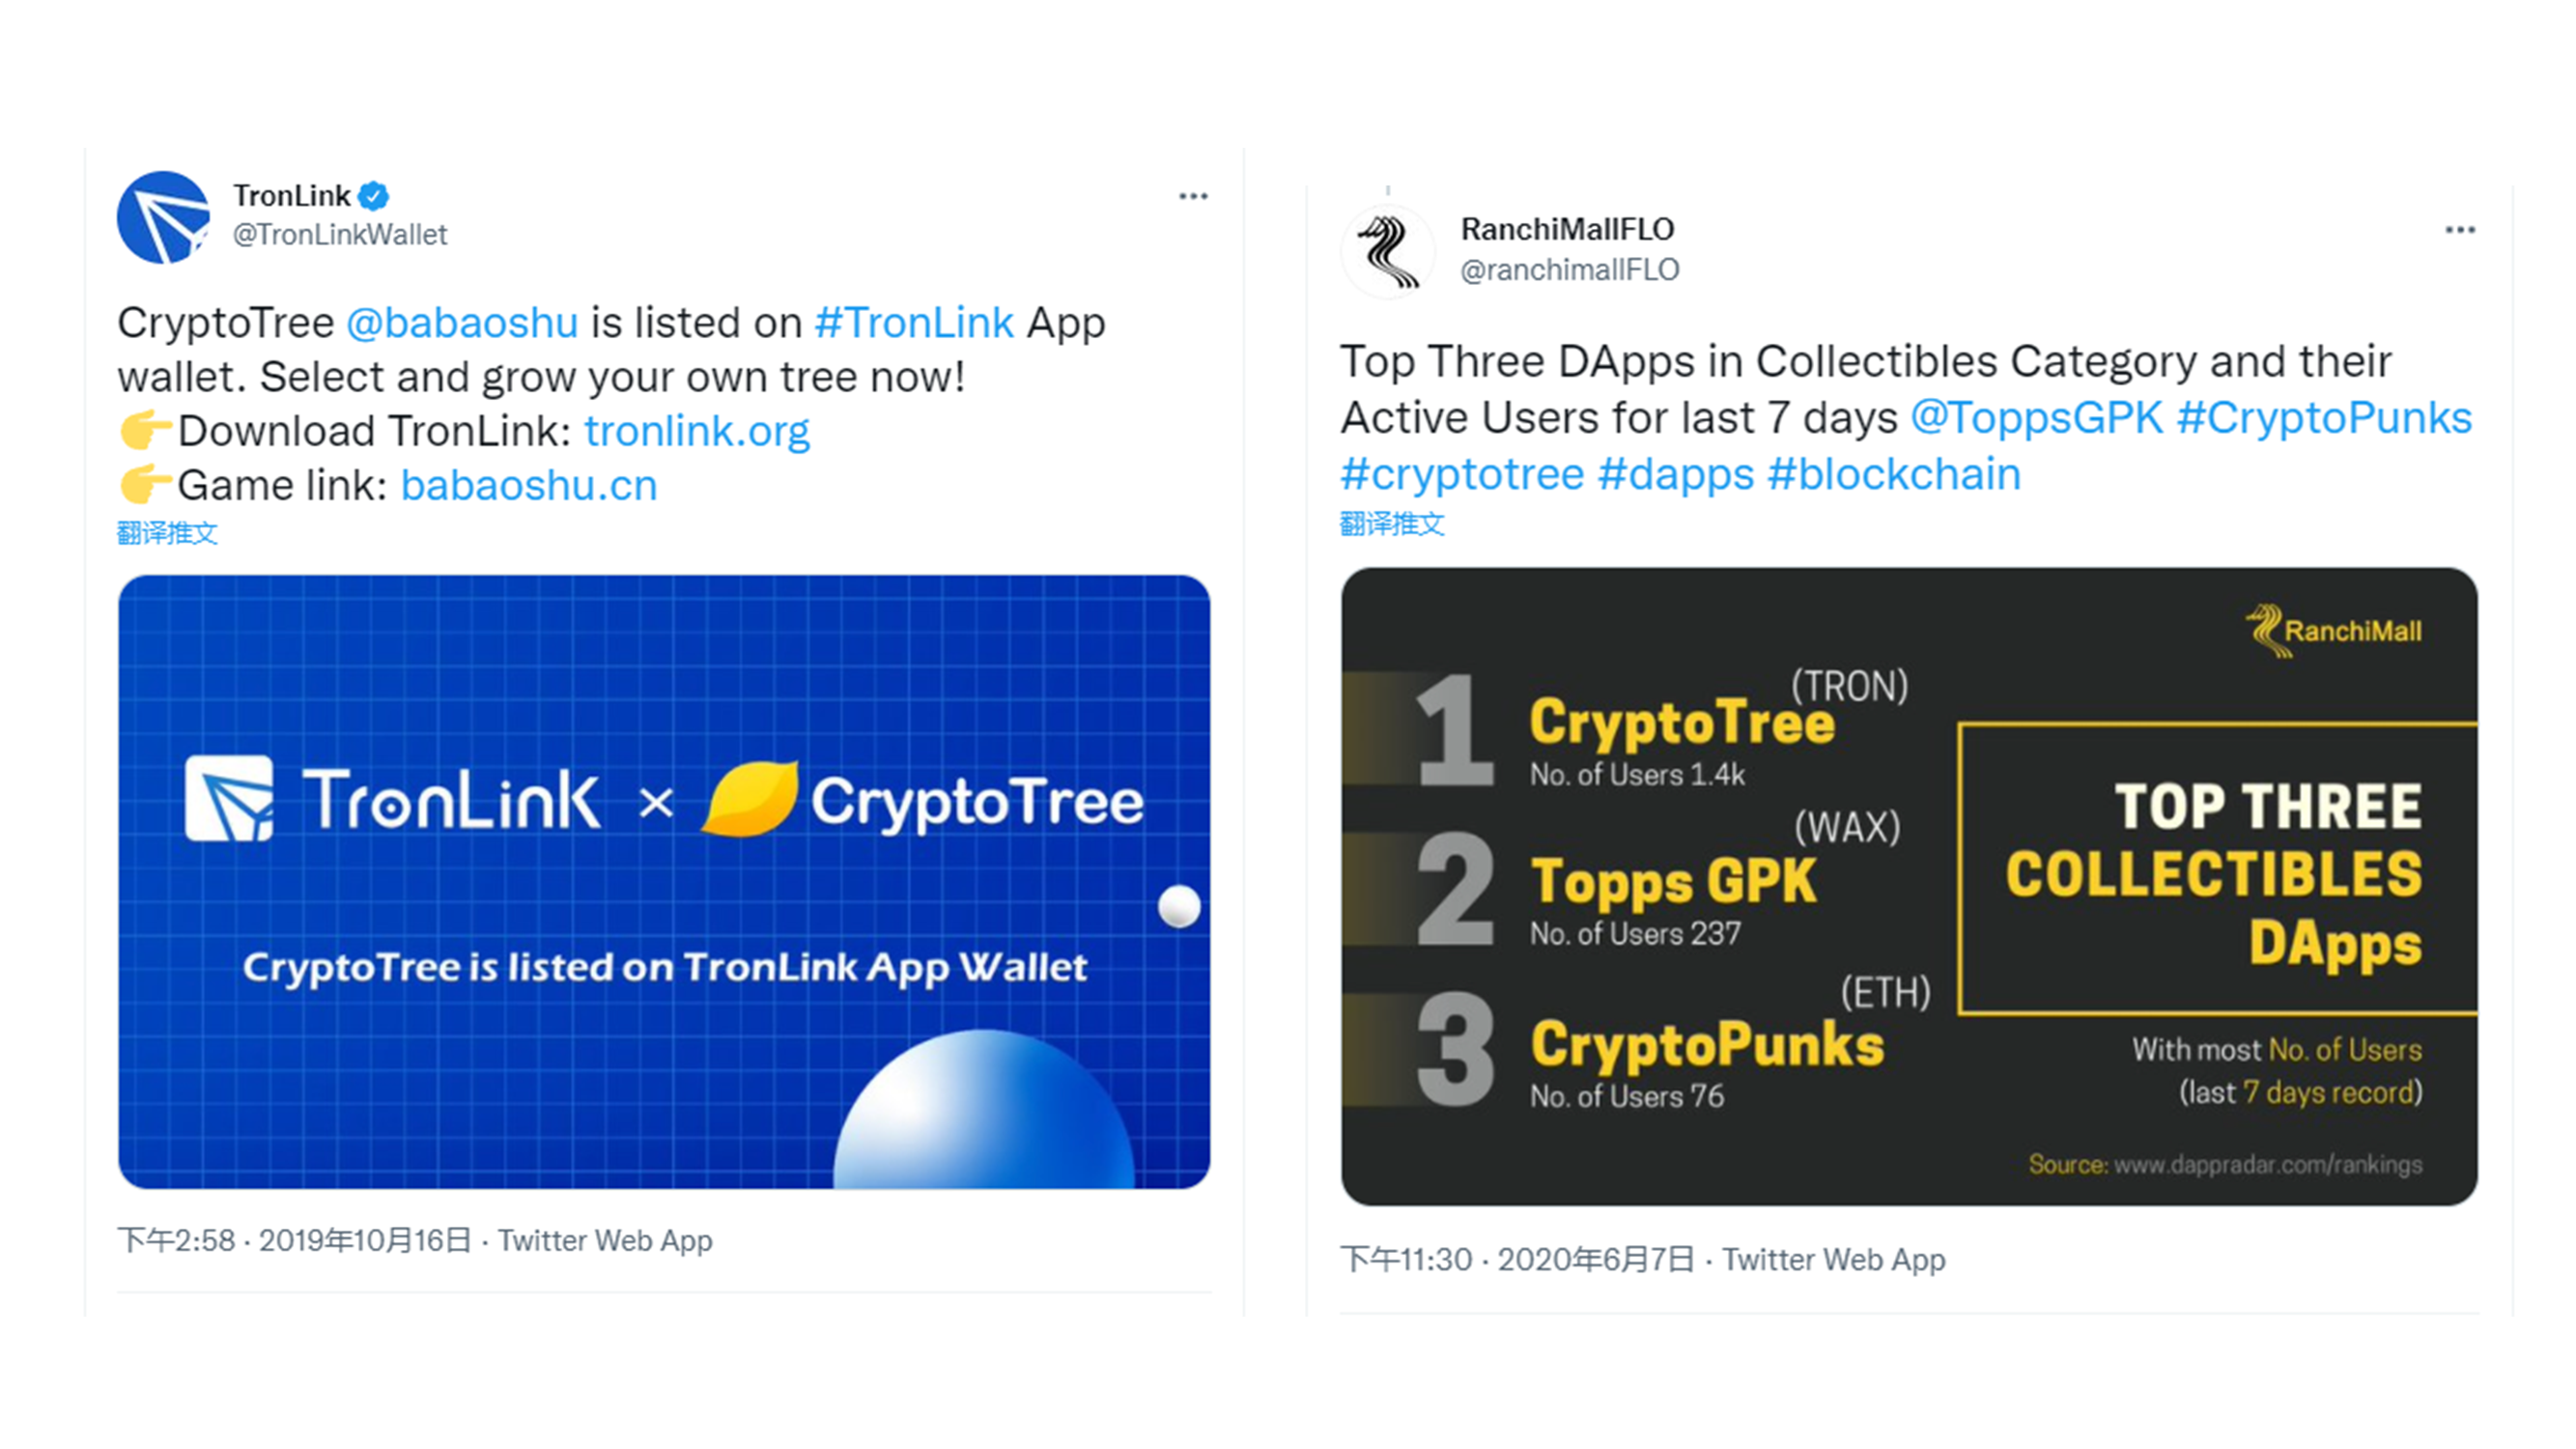 TronLink
@TronLinkWallet
CryptoTree @babaoshu is listed on #TronLink App
wallet. Select and grow your own tree now!
👉Download TronLink: tronlink.org
👉Game link: babaoshu.cn
翻译推文
TronLink × CryptoTree
CryptoTree is listed on TronLink App Wallet
下午2:58 · 2019年10月16日 · Twitter Web App
RanchiMallFLO
@ranchimallFLO
Top Three DApps in Collectibles Category and their
Active Users for last 7 days @ToppsGPK #CryptoPunks
#cryptotree #dapps #blockchain
翻译推文
RanchiMall
1
(TRON)
CryptoTree
No. of Users 1.4k
2
(WAX)
Topps GPK
No. of Users 237
3
(ETH)
CryptoPunks
No. of Users 76
TOP THREE
COLLECTIBLES
DApps
With most No. of Users
(last 7 days record)
Source: www.dappradar.com/rankings
下午11:30 · 2020年6月7日 · Twitter Web App